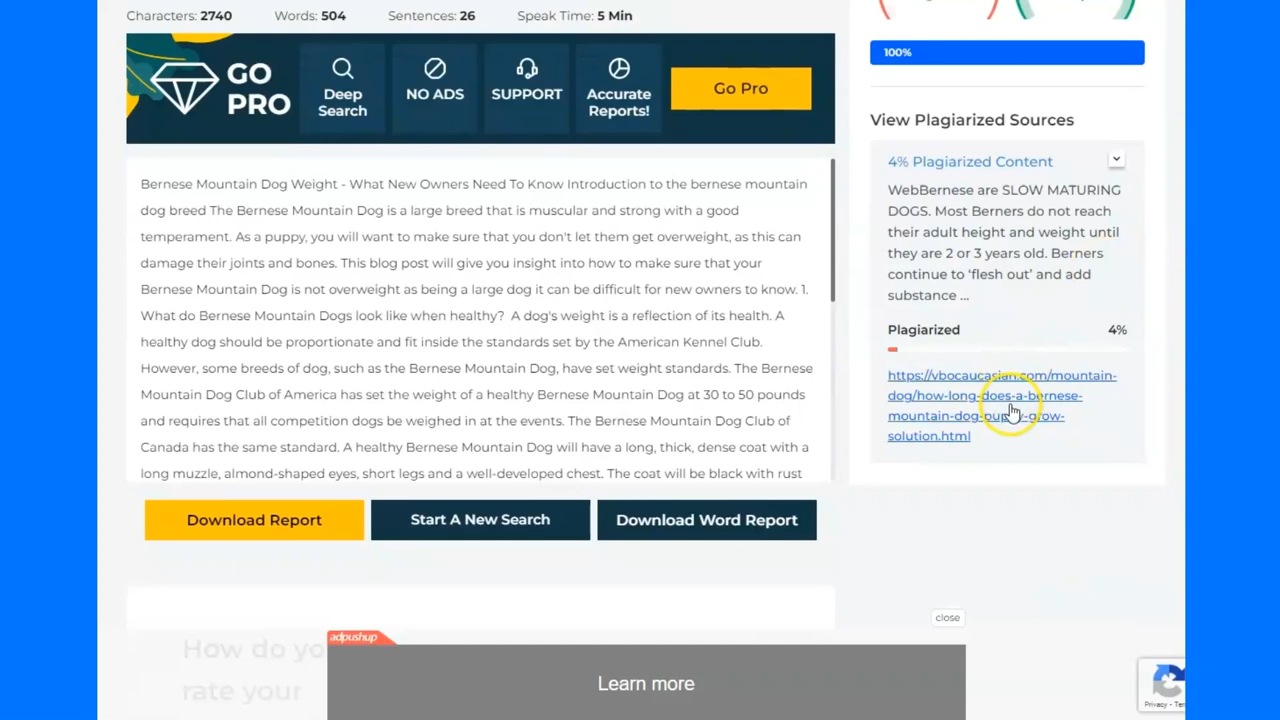 Characters: 2740 Words: 504 Sentences: 26 Speak Time: 5 Min
GO PRO
Deep Search
NO ADS
SUPPORT
Accurate Reports!
Go Pro
Bernese Mountain Dog Weight - What New Owners Need To Know Introduction to the bernese mountain
dog breed The Bernese Mountain Dog is a large breed that is muscular and strong with a good
temperament. As a puppy, you will want to make sure that you don't let them get overweight, as this can
damage their joints and bones. This blog post will give you insight into how to make sure that your
Bernese Mountain Dog is not overweight as being a large dog it can be difficult for new owners to know. 1.
What do Bernese Mountain Dogs look like when healthy? A dog's weight is a reflection of its health. A
healthy dog should be proportionate and fit inside the standards set by the American Kennel Club.
However, some breeds of dog, such as the Bernese Mountain Dog, have set weight standards. The Bernese
Mountain Dog Club of America has set the weight of a healthy Bernese Mountain Dog at 30 to 50 pounds
and requires that all competition dogs be weighed in at the events. The Bernese Mountain Dog Club of
Canada has the same standard. A healthy Bernese Mountain Dog will have a long, thick, dense coat with a
long muzzle, almond-shaped eyes, short legs and a well-developed chest. The coat will be black with rust
Download Report
Start A New Search
Download Word Report
100%
View Plagiarized Sources
4% Plagiarized Content
WebBernese are SLOW MATURING
DOGS. Most Berners do not reach
their adult height and weight until
they are 2 or 3 years old. Berners
continue to ‘flesh out’ and add
substance ...
Plagiarized 4%
https://vbocaucasian.com/mountain-
dog/how-long-does-a-bernese-
mountain-dog-puppy-grow-
solution.html
How do yo
rate your
close
adpushup
Learn more
Privacy - Ter